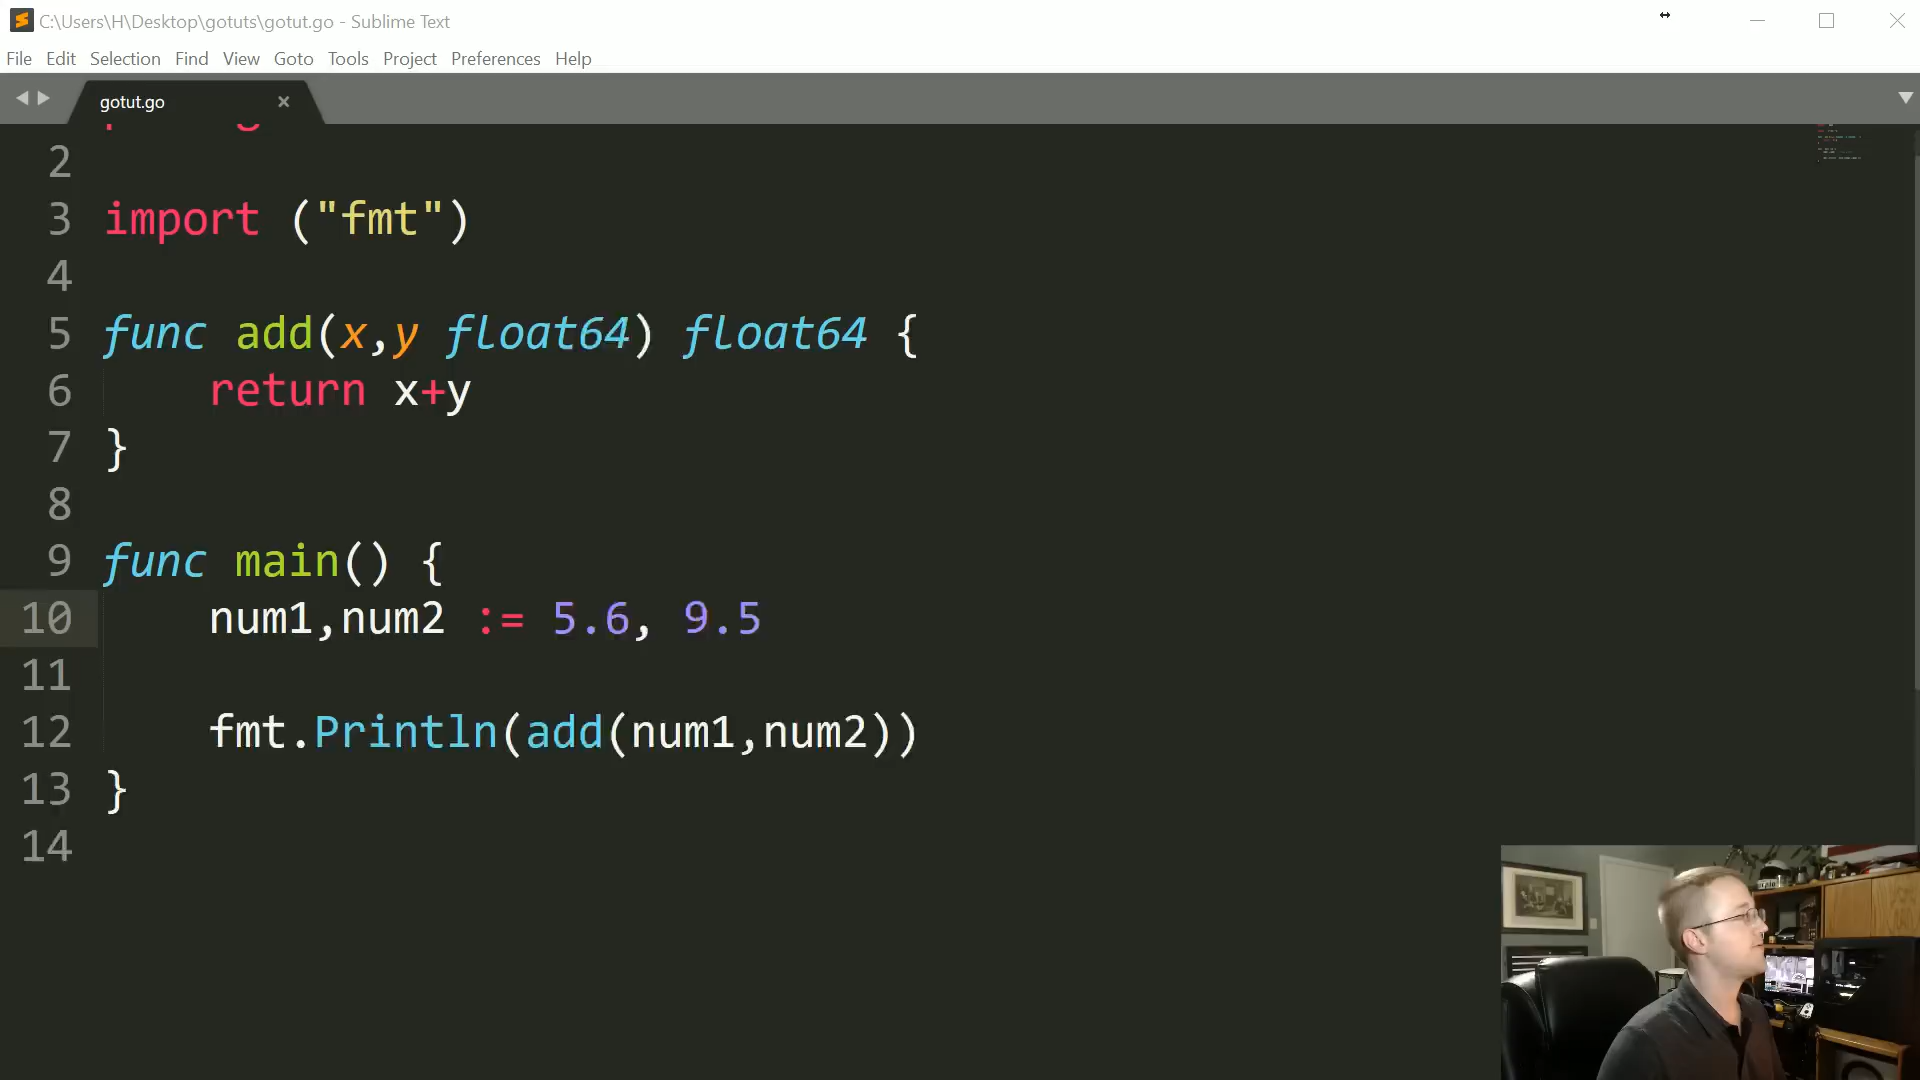 C:\Users\H\Desktop\gotuts\gotut.go - Sublime Text
File Edit Selection Find View Goto Tools Project Preferences Help
gotut.go
2
3 import ("fmt")
4
5 func add(x,y float64) float64 {
6 return x+y
7 }
8
9 func main() {
10 num1,num2 := 5.6, 9.5
11
12 fmt.Println(add(num1,num2))
13 }
14